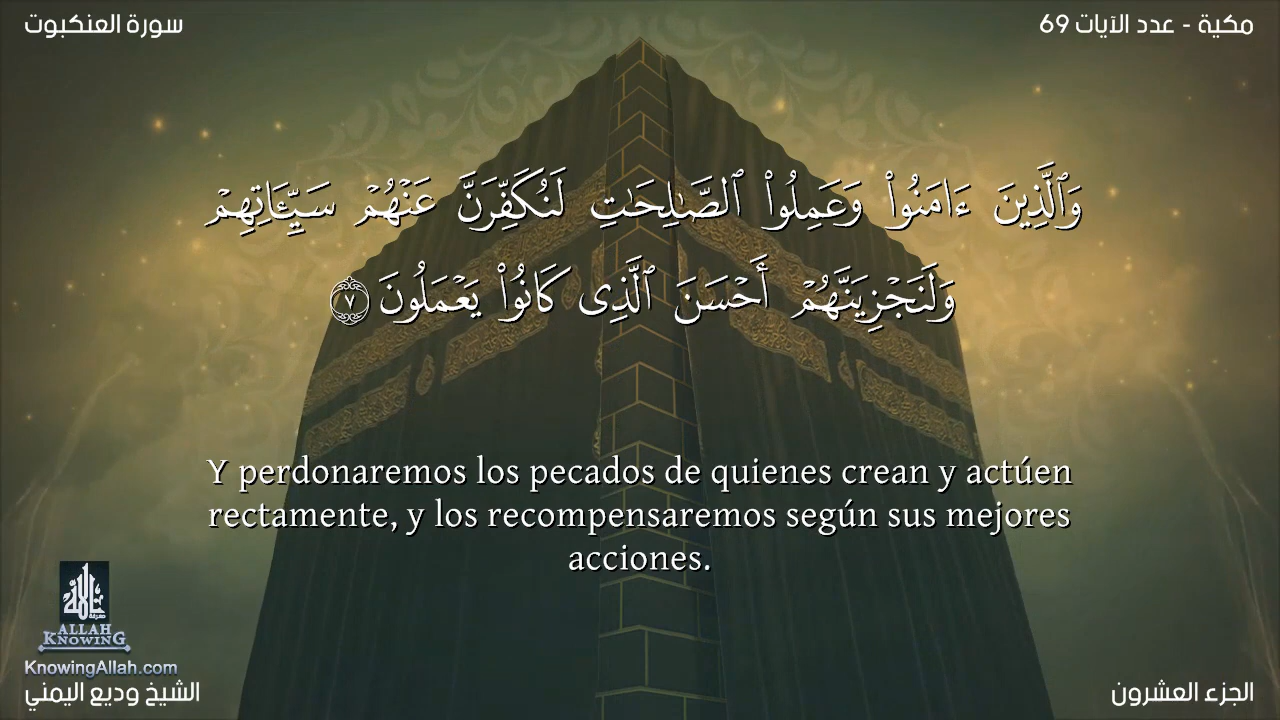 مكية - عدد الآيات 69
سورة العنكبوت
وَٱلَّذِينَ ءَامَنُوا۟ وَعَمِلُوا۟ ٱلصَّـٰلِحَـٰتِ لَنُكَفِّرَنَّ عَنْهُمْ سَيِّـَٔاتِهِمْ
وَلَنَجْزِيَنَّهُمْ أَحْسَنَ ٱلَّذِى كَانُوا۟ يَعْمَلُونَ ٧
Y perdonaremos los pecados de quienes crean y actúen
rectamente, y los recompensaremos según sus mejores
acciones.
ALLAH
KNOWING
KnowingAllah.com
الجزء العشرون
الشيخ وديع اليمني